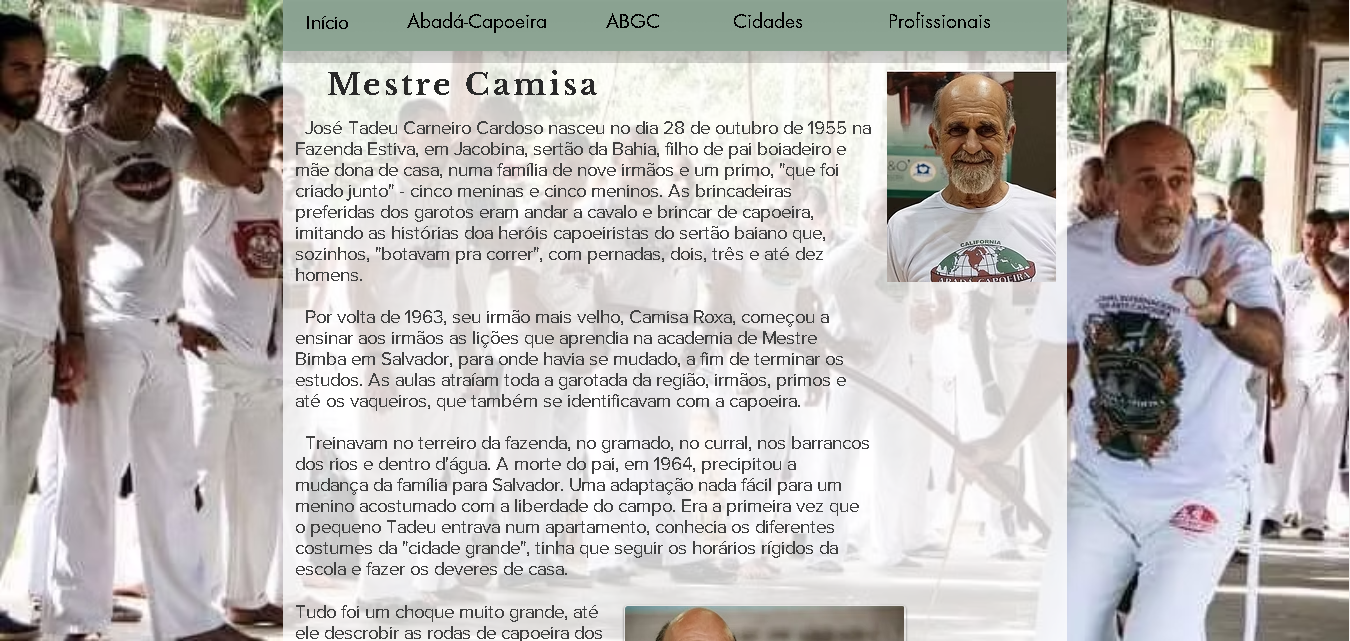 Início Abadá-Capoeira ABGC Cidades Profissionais
Mestre Camisa
José Tadeu Carneiro Cardoso nasceu no dia 28 de outubro de 1955 na
Fazenda Estiva, em Jacobina, sertão da Bahia, filho de pai boiadeiro e
mãe dona de casa, numa família de nove irmãos e um primo, "que foi
criado junto" - cinco meninas e cinco meninos. As brincadeiras
preferidas dos garotos eram andar a cavalo e brincar de capoeira,
imitando as histórias doa heróis capoeiristas do sertão baiano que,
sozinhos, "botavam pra correr", com pernadas, dois, três e até dez
homens.
CALIFORNIA
ABADÁ-CAPOEIRA
Por volta de 1963, seu irmão mais velho, Camisa Roxa, começou a
ensinar aos irmãos as lições que aprendia na academia de Mestre
Bimba em Salvador, para onde havia se mudado, a fim de terminar os
estudos. As aulas atraíam toda a garotada da região, irmãos, primos e
até os vaqueiros, que também se identificavam com a capoeira.
Treinavam no terreiro da fazenda, no gramado, no curral, nos barrancos
dos rios e dentro d'água. A morte do pai, em 1964, precipitou a
mudança da família para Salvador. Uma adaptação nada fácil para um
menino acostumado com a liberdade do campo. Era a primeira vez que
o pequeno Tadeu entrava num apartamento, conhecia os diferentes
costumes da "cidade grande", tinha que seguir os horários rígidos da
escola e fazer os deveres de casa.
Tudo foi um choque muito grande, até
ele descrobir as rodas de capoeira dos